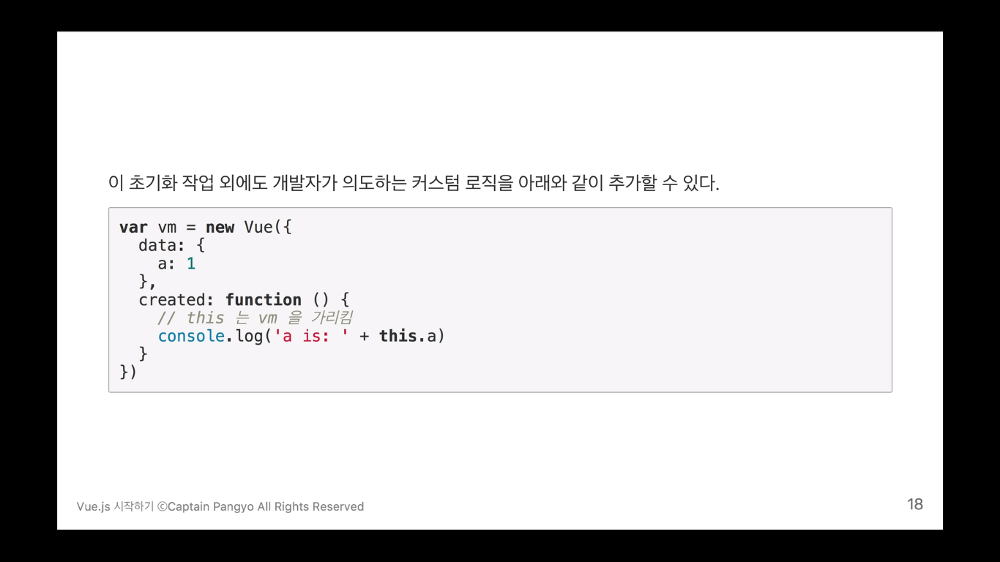 이 초기화 작업 외에도 개발자가 의도하는 커스텀 로직을 아래와 같이 추가할 수 있다.
var vm = new Vue({
  data: {
    a: 1
  },
  created: function () {
    // this 는 vm 을 가리킴
    console.log('a is: ' + this.a)
  }
})
Vue.js 시작하기 ⓒCaptain Pangyo All Rights Reserved
18